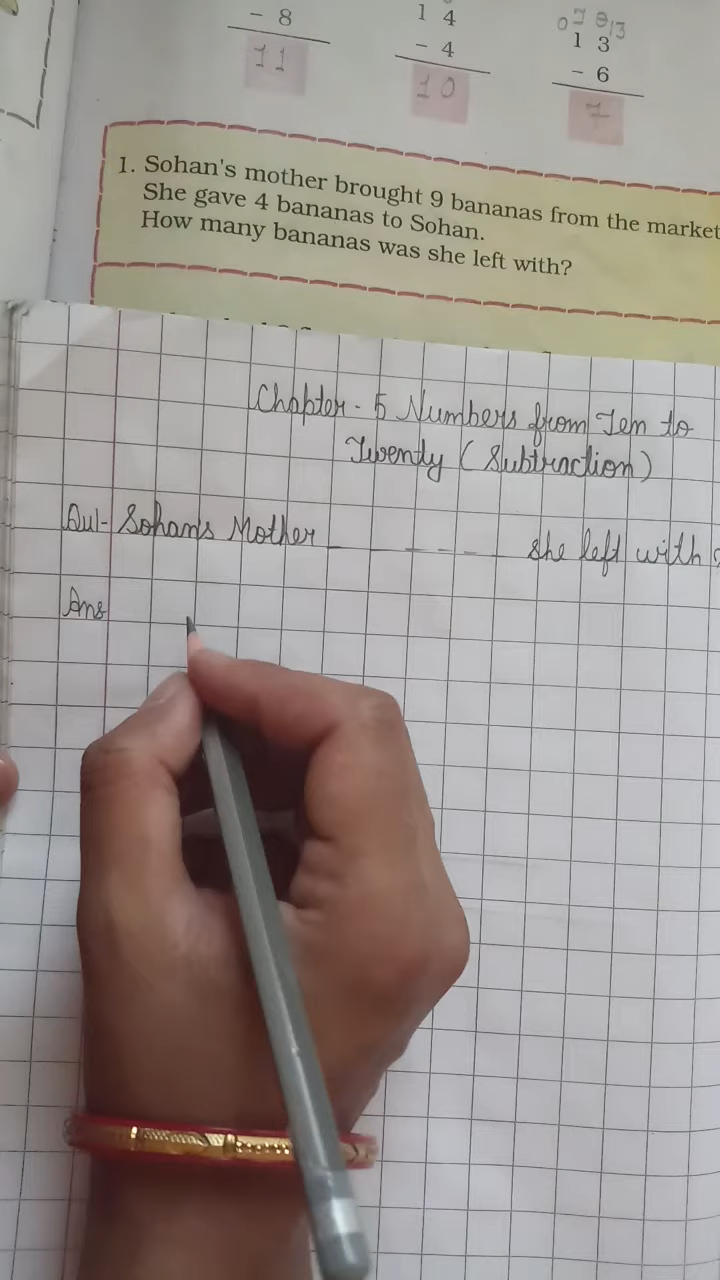 - 8
11
1 4
- 4
10
0 13
1 3
- 6
7
1. Sohan's mother brought 9 bananas from the market
She gave 4 bananas to Sohan.
How many bananas was she left with?
Chapter - 5 Numbers from Ten to
Twenty (Subtraction)
Qu1- Sohan's Mother _ _ _ _ _ she left with
Ans